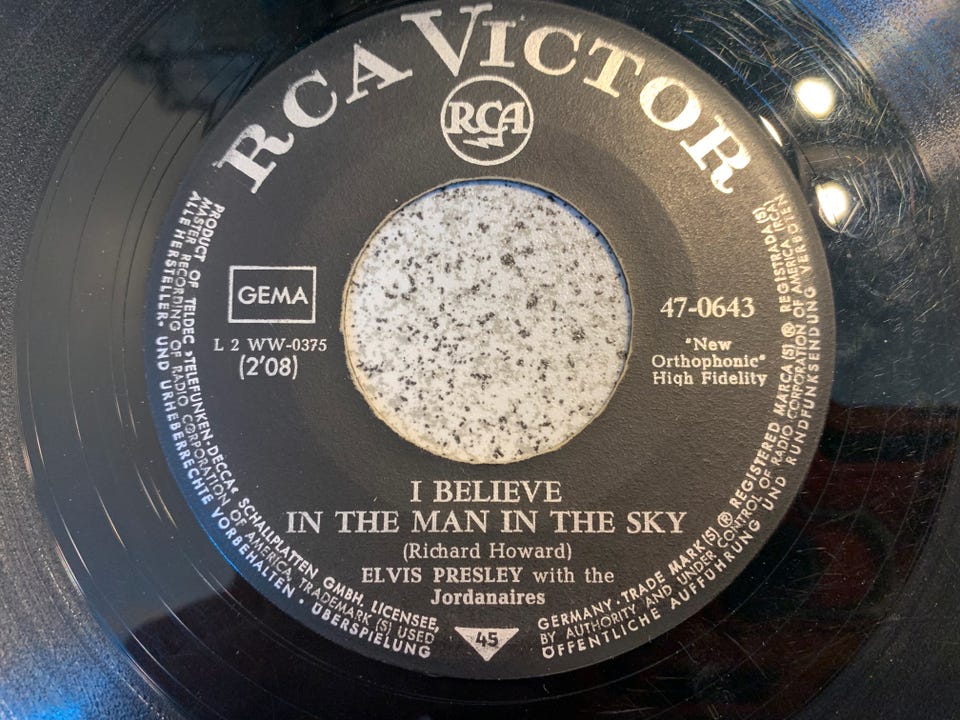 RCA VICTOR
RCA
GEMA
L 2 WW-0375
(2'08)
47-0643
"New
Orthophonic"
High Fidelity
I BELIEVE
IN THE MAN IN THE SKY
(Richard Howard)
ELVIS PRESLEY with the
Jordanaires
45
PRODUCT OF TELDEC »TELEFUNKEN-DECCA« SCHALLPLATTEN GMBH, LICENSEE,
MASTER RECORDING OF RADIO CORPORATION OF AMERICA, TRADEMARK (S) USED
ALLE HERSTELLER- UND URHEBERRECHTE VORBEHALTEN · ÜBERSPIELUNG
GERMANY · TRADE MARK(S) ® REGISTERED MARCA(S) ® REGISTRADA(S)
BY AUTHORITY AND UNDER CONTROL OF RADIO CORPORATION OF AMERICA (RCA)
ÖFFENTLICHE AUFFÜHRUNG UND RUNDFUNKSENDUNG VERBOTEN